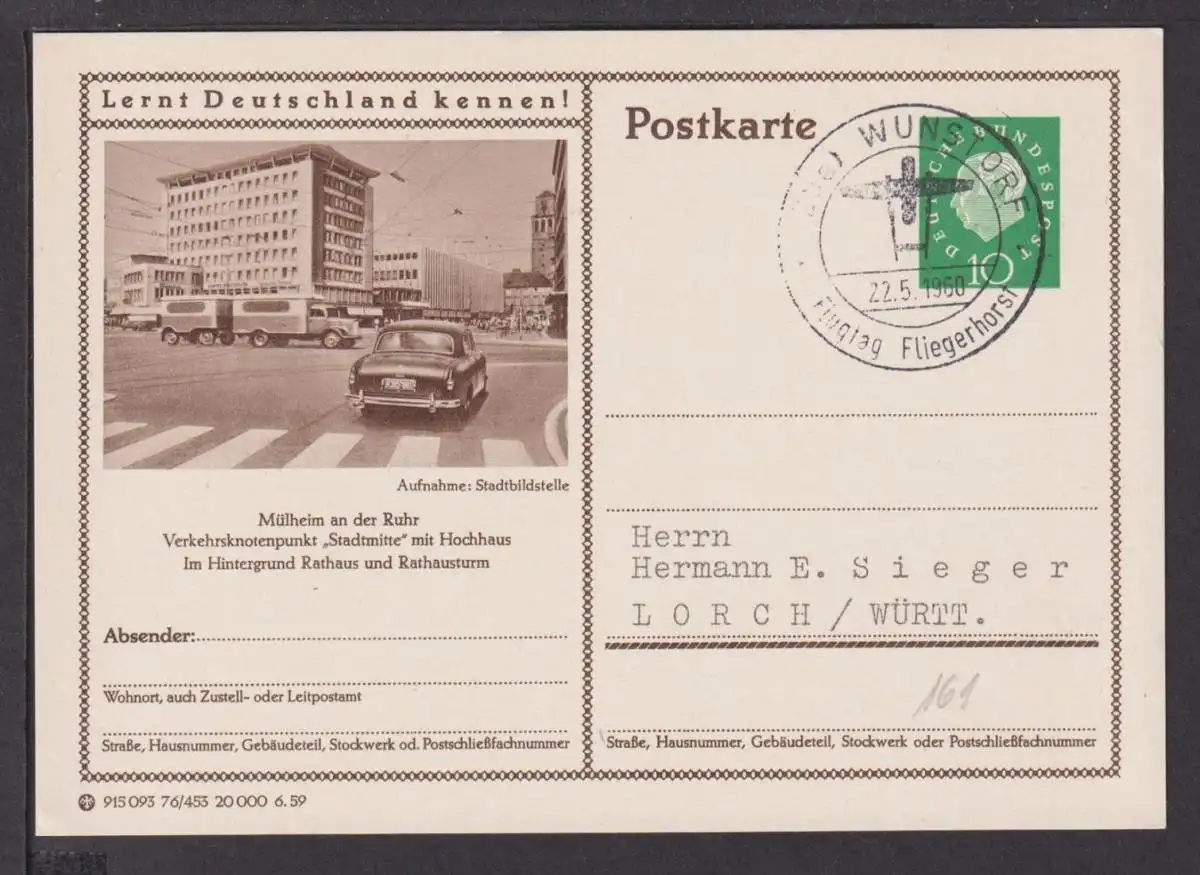 Lernt Deutschland kennen!
Aufnahme: Stadtbildstelle
Mülheim an der Ruhr
Verkehrsknotenpunkt „Stadtmitte" mit Hochhaus
Im Hintergrund Rathaus und Rathausturm
Absender:
Wohnort, auch Zustell- oder Leitpostamt
Straße, Hausnummer, Gebäudeteil, Stockwerk od. Postschließfachnummer
915 093 76/453 20 000 6.59
Postkarte
WUNSTORF
22.5.1960
Flugtag Fliegerhorst
DEUTSCHE BUNDESPOST
10
Herrn
Hermann E. Sieger
LORCH / WÜRTT.
161
Straße, Hausnummer, Gebäudeteil, Stockwerk oder Postschließfachnummer